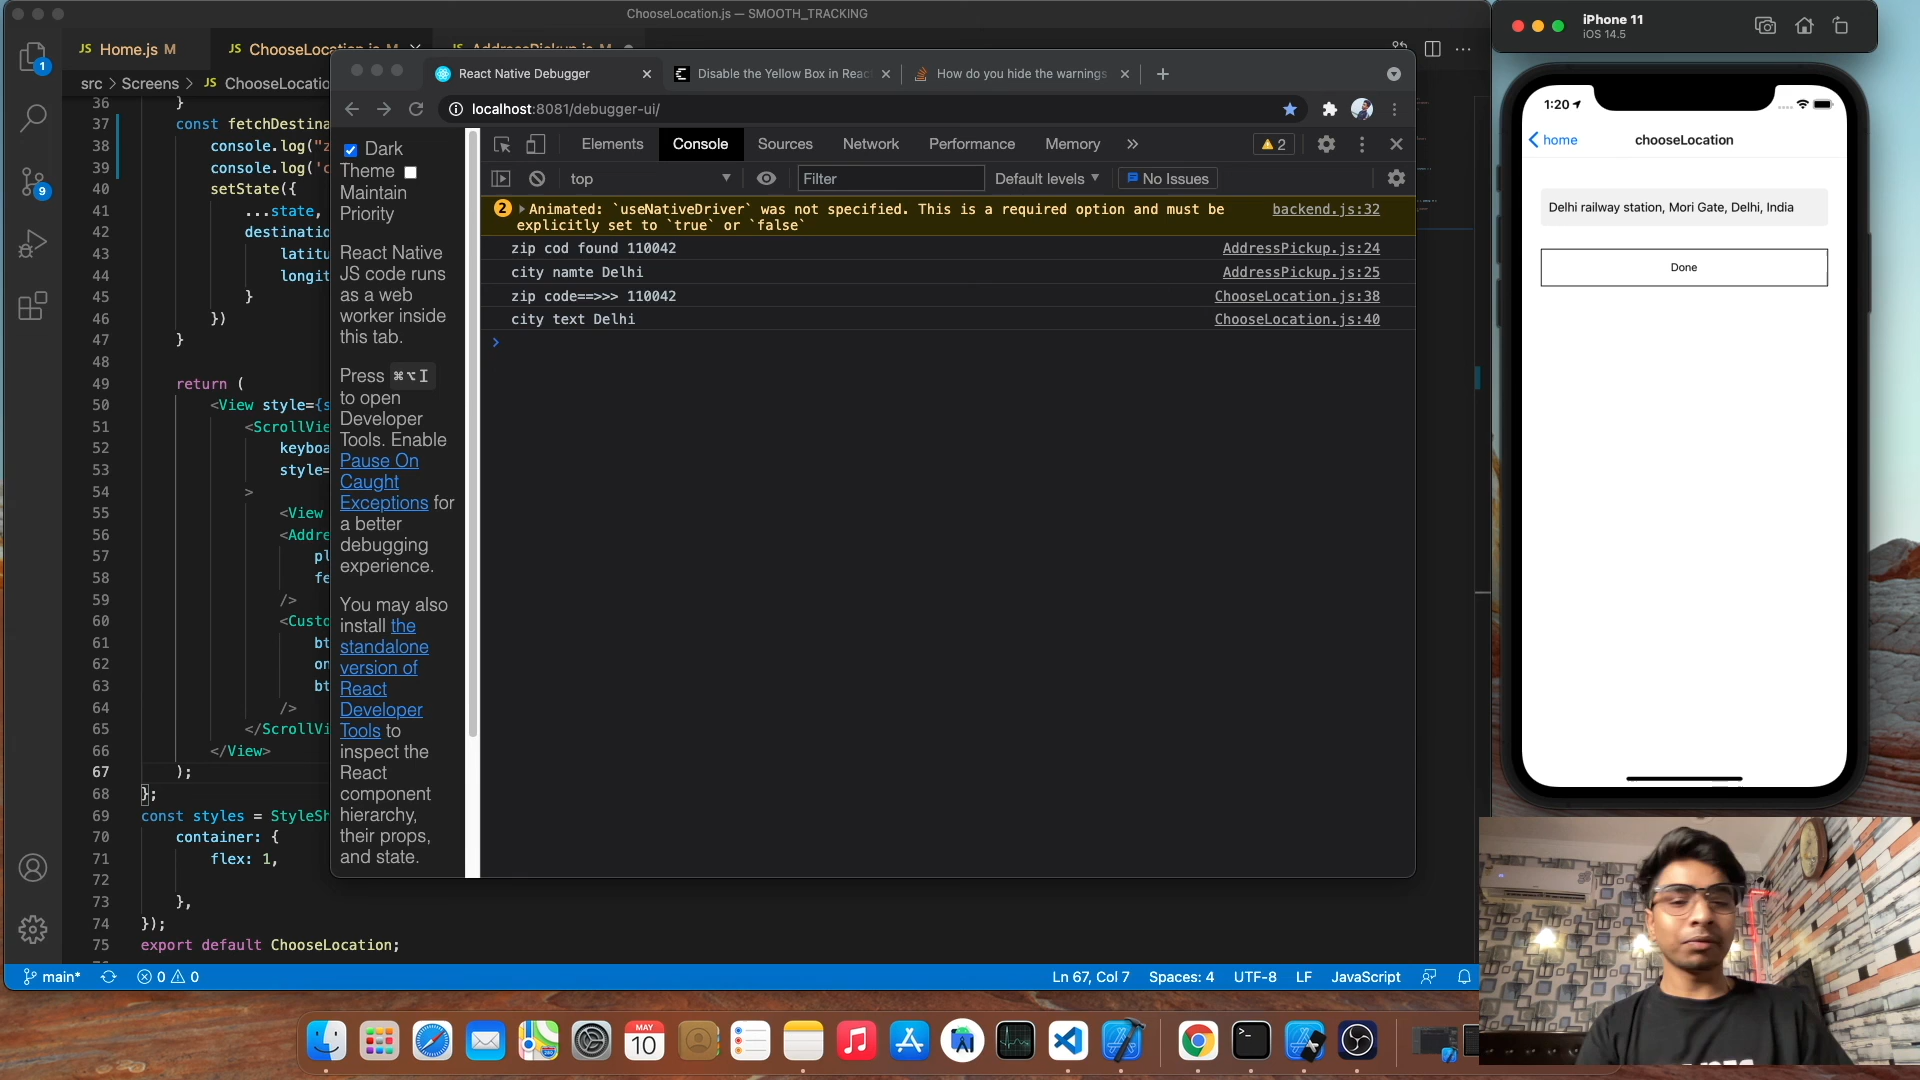 ChooseLocation.js — SMOOTH_TRACKING
JS Home.js M
JS ChooseLocation.js M
AddressPickup.js M
src > Screens > JS ChooseLocatio
36 }
37 const fetchDestina
38 console.log("z
39 console.log('c
40 setState({
41 ...state,
42 destinatio
43 latitu
44 longit
45 }
46 })
47 }
48
49 return (
50 <View style={s
51 <ScrollVie
52 keyboa
53 style=
54 >
55 <View
56 <Addre
57 pl
58 fe
59 />
60 <Custo
61 bt
62 on
63 bt
64 />
65 </ScrollVi
66 </View>
67 );
68 };
69 const styles = StyleSh
70 container: {
71 flex: 1,
72
73 },
74 });
75 export default ChooseLocation;
1
9
main*
0 0
Ln 67, Col 7 Spaces: 4 UTF-8 LF JavaScript
React Native Debugger
Disable the Yellow Box in Reac
How do you hide the warnings
localhost:8081/debugger-ui/
Dark
Theme
Maintain
Priority
React Native
JS code runs
as a web
worker inside
this tab.
Press ⌘⌥I
to open
Developer
Tools. Enable
Pause On
Caught
Exceptions for
a better
debugging
experience.
You may also
install the
standalone
version of
React
Developer
Tools to
inspect the
React
component
hierarchy,
their props,
and state.
Elements Console Sources Network Performance Memory » 2
top Filter Default levels No Issues
2 Animated: `useNativeDriver` was not specified. This is a required option and must be backend.js:32
explicitly set to `true` or `false`
zip cod found 110042 AddressPickup.js:24
city namte Delhi AddressPickup.js:25
zip code==>>> 110042 ChooseLocation.js:38
city text Delhi ChooseLocation.js:40
iPhone 11
iOS 14.5
1:20
home
chooseLocation
Delhi railway station, Mori Gate, Delhi, India
Done
MAY
10